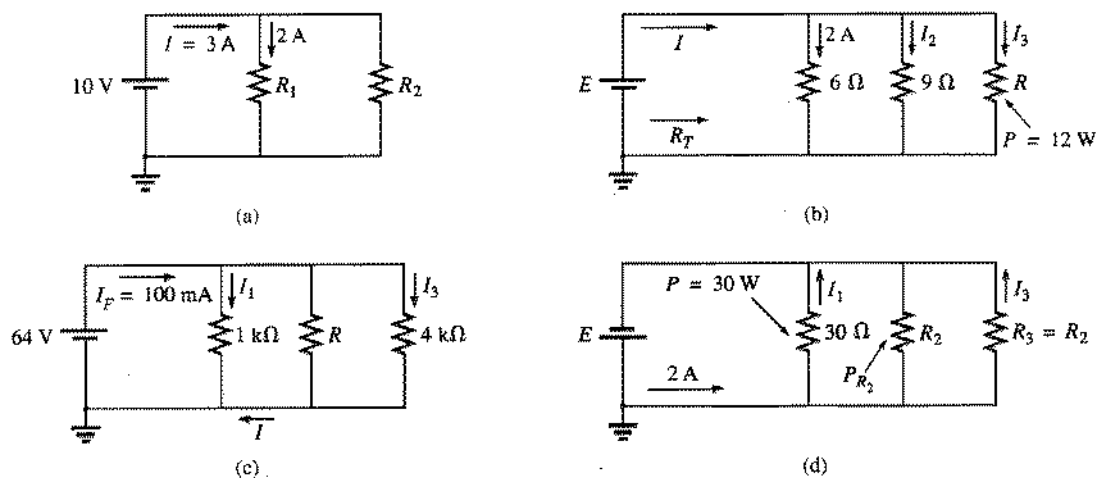 I = 3 A
2 A
10 V
R1
R2
(a)
I
2 A
I2
I3
E
6 Ω
9 Ω
R
RT
P = 12 W
(b)
IF = 100 mA
I1
I3
64 V
1 kΩ
R
4 kΩ
I
(c)
P = 30 W
I1
I3
E
30 Ω
R2
R3 = R2
PR2
2 A
(d)